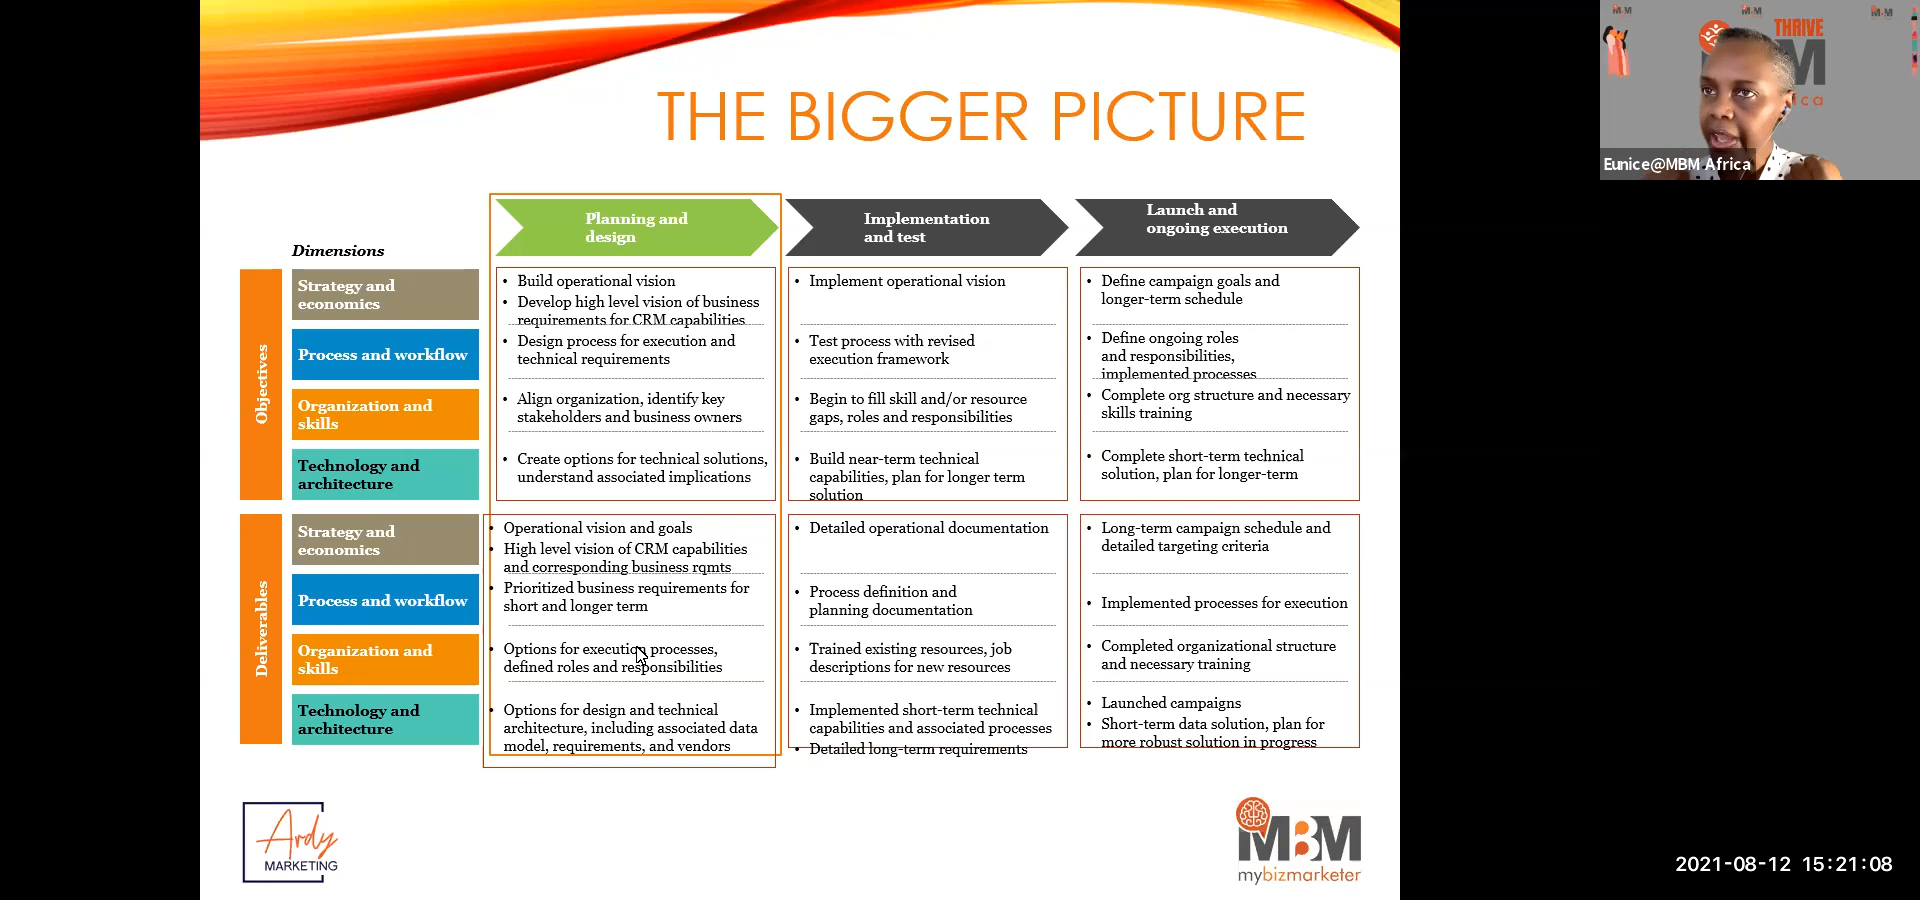 THE BIGGER PICTURE
Planning and
design
Implementation
and test
Launch and
ongoing execution
Dimensions
Objectives
Strategy and
economics
• Build operational vision
• Develop high level vision of business
requirements for CRM capabilities
• Implement operational vision
• Define campaign goals and
longer-term schedule
Process and workflow
• Design process for execution and
technical requirements
• Test process with revised
execution framework
• Define ongoing roles
and responsibilities,
implemented processes
Organization and
skills
• Align organization, identify key
stakeholders and business owners
• Begin to fill skill and/or resource
gaps, roles and responsibilities
• Complete org structure and necessary
skills training
Technology and
architecture
• Create options for technical solutions,
understand associated implications
• Build near-term technical
capabilities, plan for longer term
solution
• Complete short-term technical
solution, plan for longer-term
Deliverables
Strategy and
economics
• Operational vision and goals
• High level vision of CRM capabilities
and corresponding business rqmts
• Detailed operational documentation
• Long-term campaign schedule and
detailed targeting criteria
Process and workflow
• Prioritized business requirements for
short and longer term
• Process definition and
planning documentation
• Implemented processes for execution
Organization and
skills
• Options for execution processes,
defined roles and responsibilities
• Trained existing resources, job
descriptions for new resources
• Completed organizational structure
and necessary training
Technology and
architecture
• Options for design and technical
architecture, including associated data
model, requirements, and vendors
• Implemented short-term technical
capabilities and associated processes
• Detailed long-term requirements
• Launched campaigns
• Short-term data solution, plan for
more robust solution in progress
Ardy
MARKETING
MBM
mybizmarketer
MBM
MBM
MBM
THRIVE
M
ica
Eunice@MBM Africa
2021-08-12 15:21:08